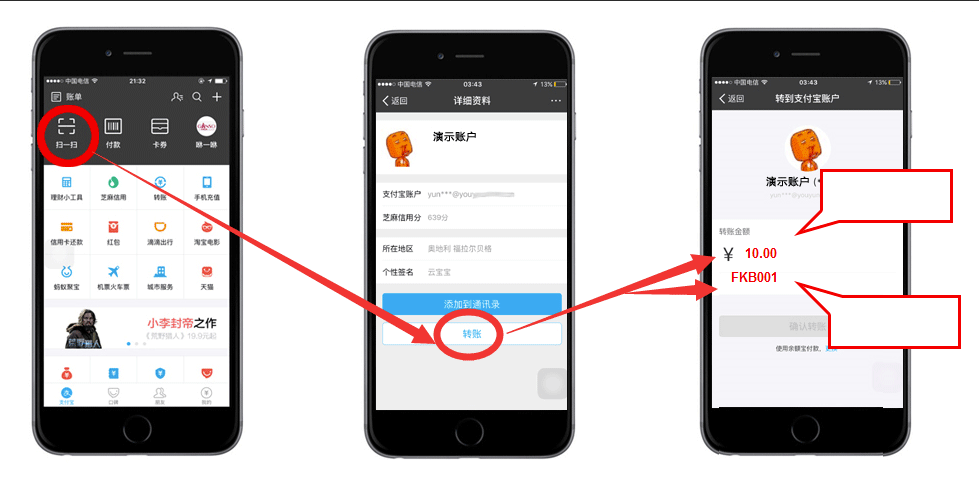 中国电信 21:32
账单
扫一扫 付款 卡券 咻一咻
理财小工具 芝麻信用 转账 手机充值
信用卡还款 红包 滴滴出行 淘宝电影
蚂蚁聚宝 机票火车票 城市服务 天猫
小李封帝之作
《荒野猎人》19.9元起
荒野猎人
支付宝 口碑 朋友 我的
中国电信 03:43 13%
返回 详细资料
演示账户
支付宝账户 yun***@youy
芝麻信用分 639分
所在地区 奥地利 福拉尔贝格
个性签名 云宝宝
添加到通讯录
转账
中国电信 03:43 13%
返回 转到支付宝账户
演示账户 (*
转账金额
¥ 10.00
FKB001
确认转账
使用余额宝付款，